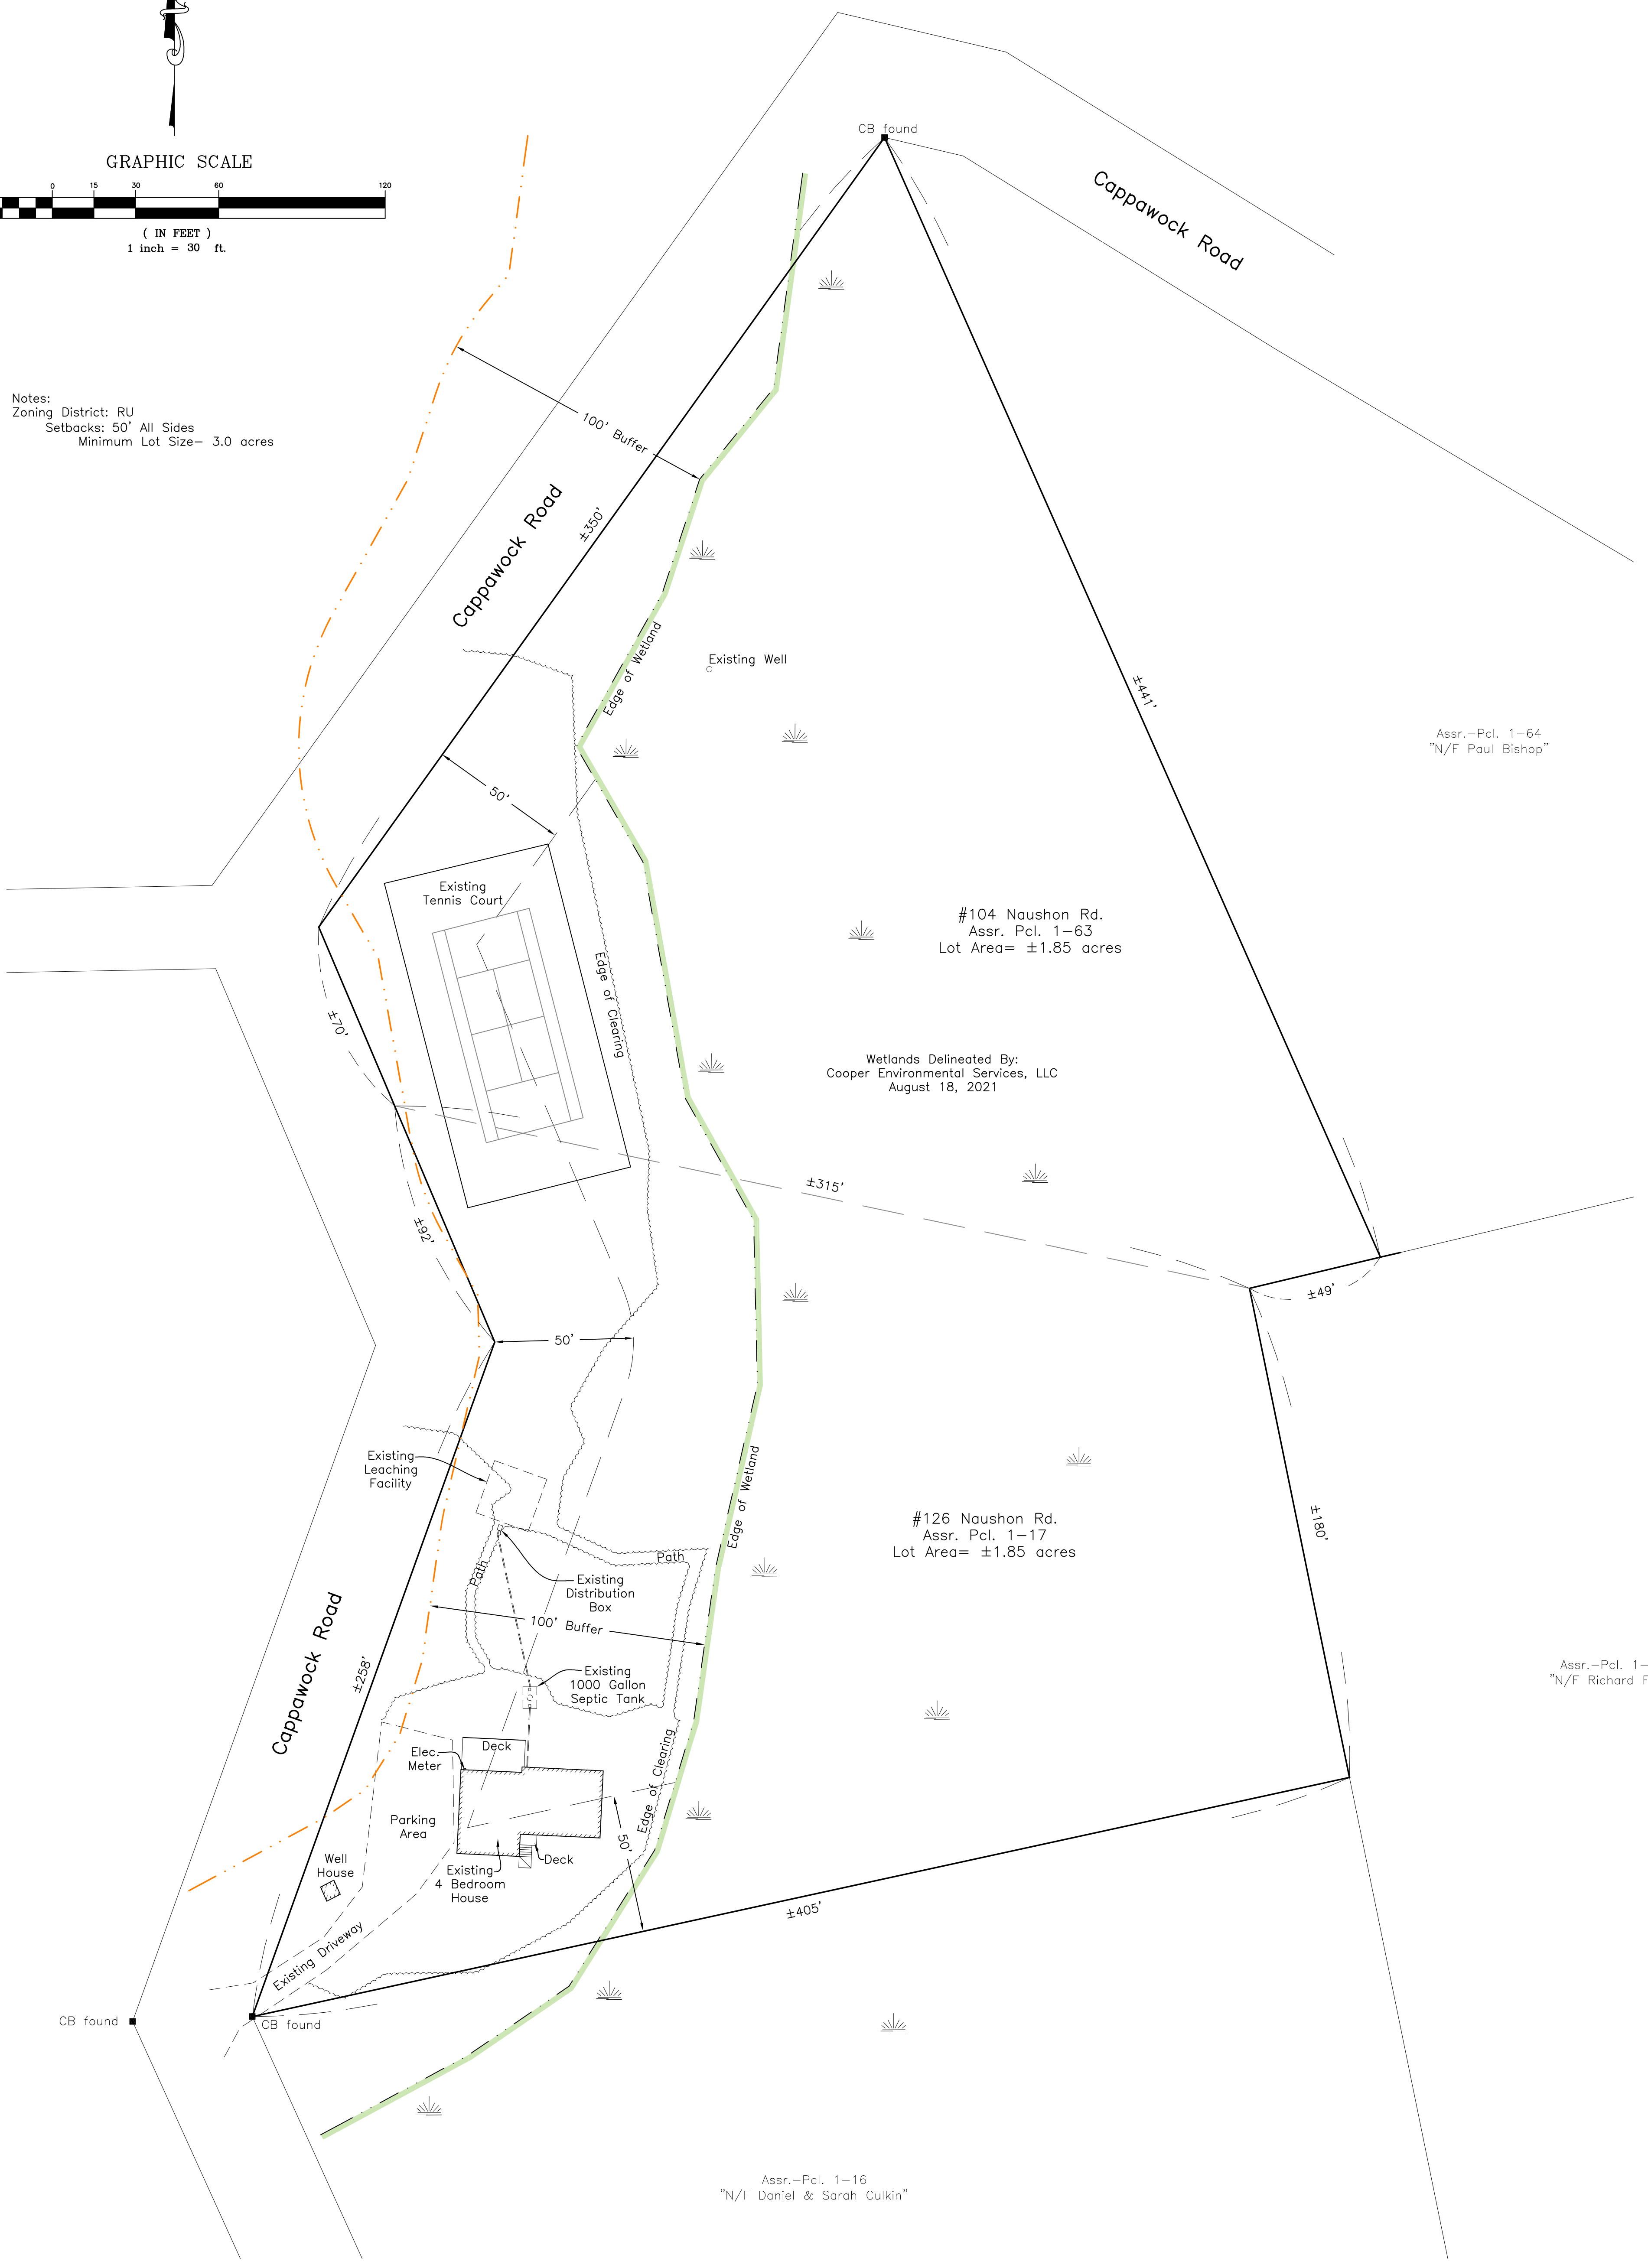 GRAPHIC SCALE
0 15 30 60 120
( IN FEET )
1 inch = 30 ft.
Notes:
Zoning District: RU
Setbacks: 50' All Sides
Minimum Lot Size- 3.0 acres
CB found
Cappawock Road
100' Buffer
Cappawock Road
±350'
Edge of Wetland
Existing Well
±441'
Assr.-Pcl. 1-64
"N/F Paul Bishop"
50'
Existing
Tennis Court
Edge of Clearing
#104 Naushon Rd.
Assr. Pcl. 1-63
Lot Area= ±1.85 acres
±70'
Wetlands Delineated By:
Cooper Environmental Services, LLC
August 18, 2021
±315'
±92'
±49'
50'
Existing
Leaching
Facility
Edge of Wetland
#126 Naushon Rd.
Assr. Pcl. 1-17
Lot Area= ±1.85 acres
±180'
Path
Path
Existing
Distribution
Box
100' Buffer
Cappawock Road
±258'
Existing
1000 Gallon
Septic Tank
Assr.-Pcl. 1-
"N/F Richard F
Elec.
Meter
Deck
Edge of Clearing
Parking
Area
50'
Well
House
Deck
Existing
4 Bedroom
House
±405'
Existing Driveway
CB found
CB found
Assr.-Pcl. 1-16
"N/F Daniel & Sarah Culkin"